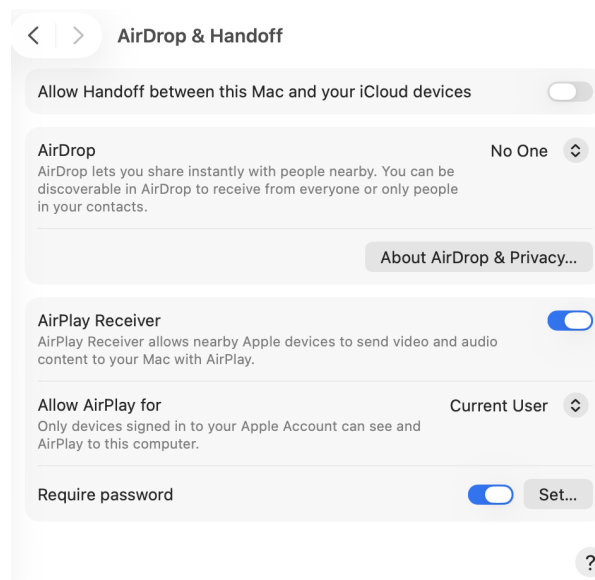 AirDrop & Handoff
Allow Handoff between this Mac and your iCloud devices
AirDrop
No One
AirDrop lets you share instantly with people nearby. You can be
discoverable in AirDrop to receive from everyone or only people
in your contacts.
About AirDrop & Privacy...
AirPlay Receiver
AirPlay Receiver allows nearby Apple devices to send video and audio
content to your Mac with AirPlay.
Allow AirPlay for
Current User
Only devices signed in to your Apple Account can see and
AirPlay to this computer.
Require password
Set...
?